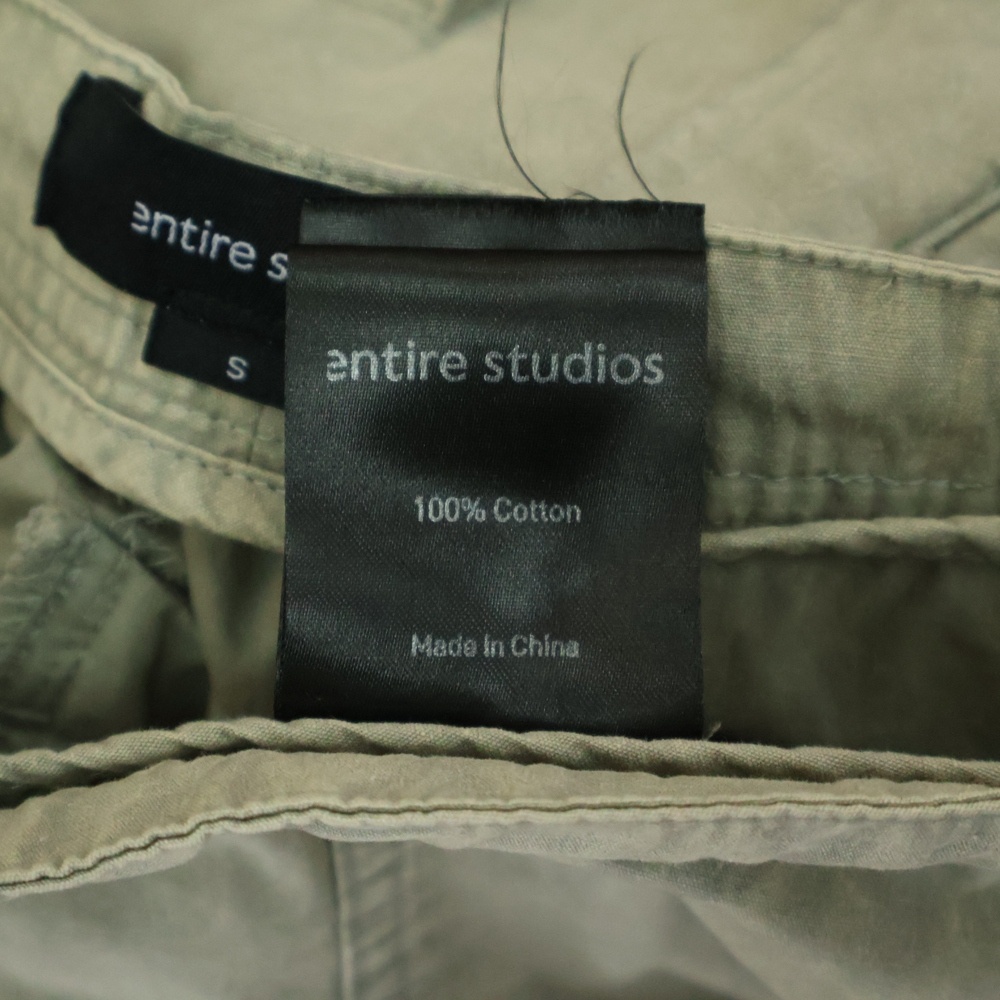 entire s
s
entire studios
100% Cotton
Made in China